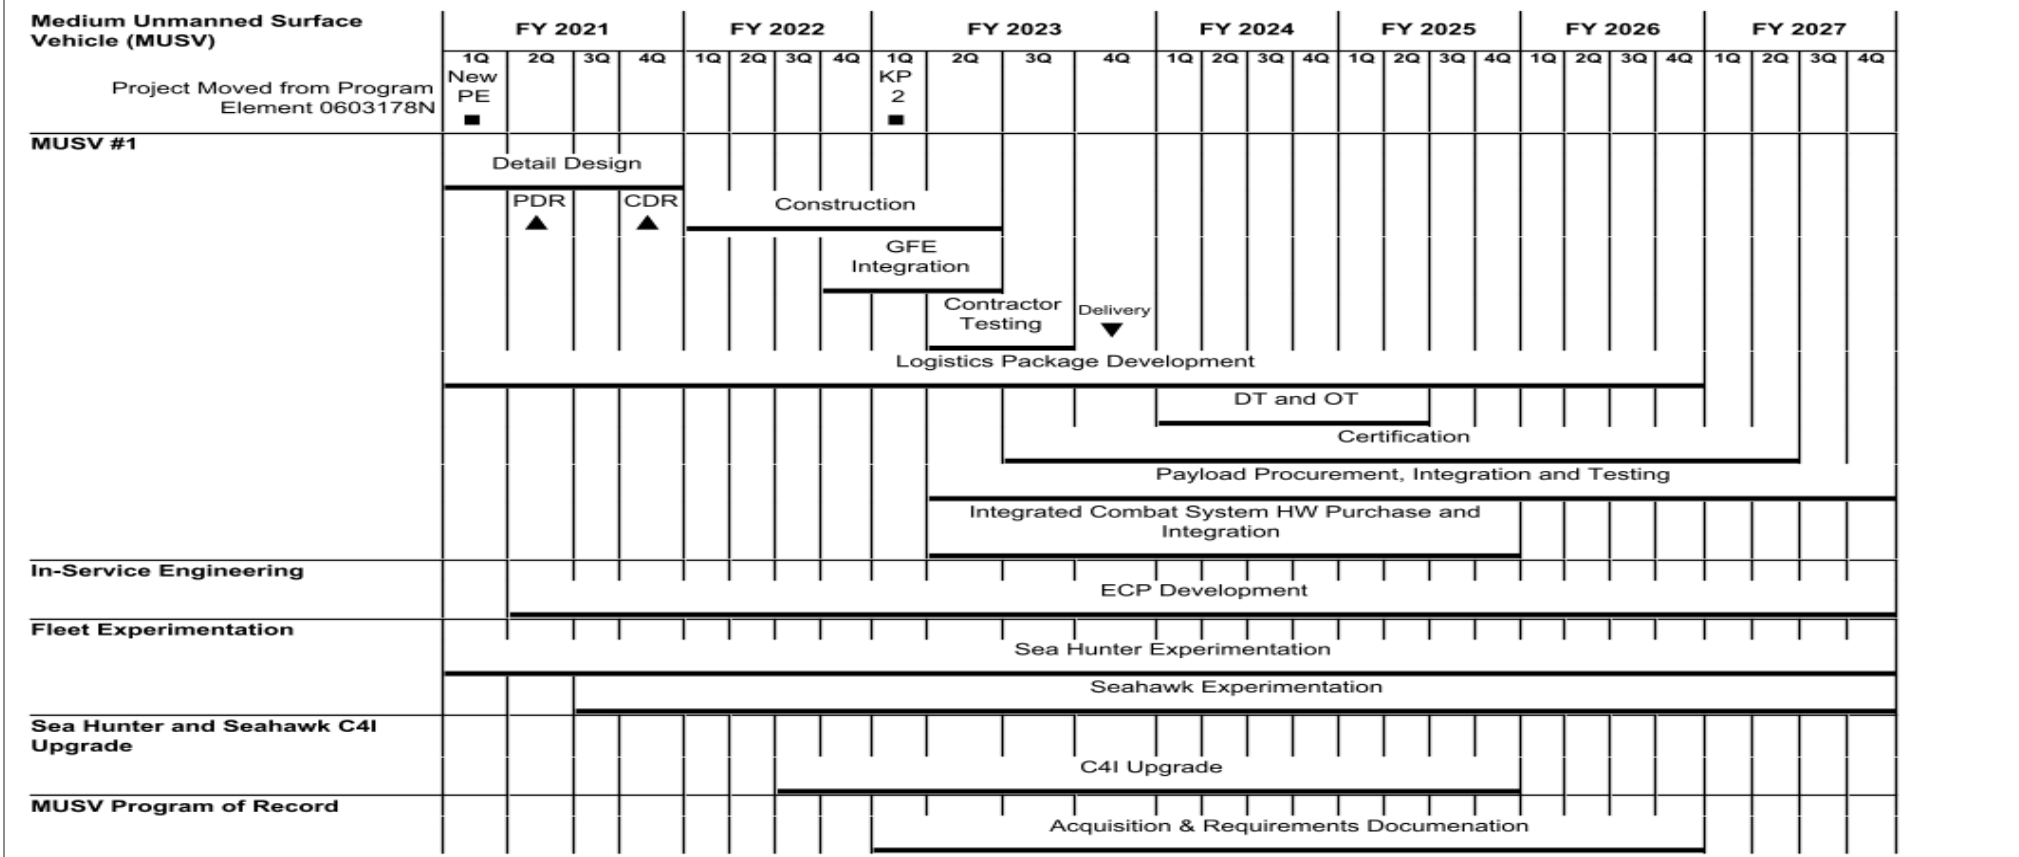 Medium Unmanned Surface
Vehicle (MUSV)
FY 2021 FY 2022 FY 2023 FY 2024 FY 2025 FY 2026 FY 2027
1Q 2Q 3Q 4Q 1Q 2Q 3Q 4Q 1Q 2Q 3Q 4Q 1Q 2Q 3Q 4Q 1Q 2Q 3Q 4Q 1Q 2Q 3Q 4Q 1Q 2Q 3Q 4Q
Project Moved from Program
Element 0603178N
New
PE
KP
2
MUSV #1
Detail Design
PDR
CDR
Construction
GFE
Integration
Contractor
Testing
Delivery
Logistics Package Development
DT and OT
Certification
Payload Procurement, Integration and Testing
Integrated Combat System HW Purchase and
Integration
In-Service Engineering
ECP Development
Fleet Experimentation
Sea Hunter Experimentation
Seahawk Experimentation
Sea Hunter and Seahawk C4I
Upgrade
C4I Upgrade
MUSV Program of Record
Acquisition & Requirements Documenation